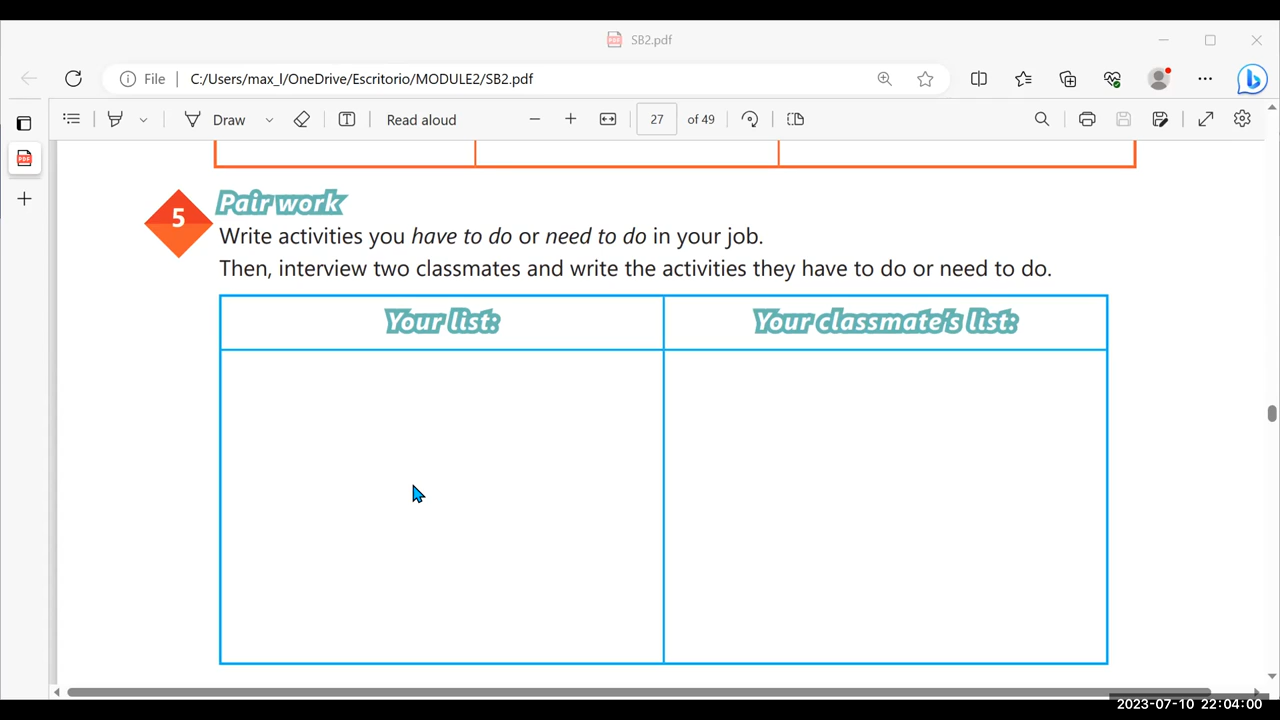 SB2.pdf
File | C:/Users/max_l/OneDrive/Escritorio/MODULE2/SB2.pdf
Draw Read aloud 27 of 49
5 Pair work
Write activities you have to do or need to do in your job.
Then, interview two classmates and write the activities they have to do or need to do.
Your list: Your classmate's list:
2023-07-10 22:04:00